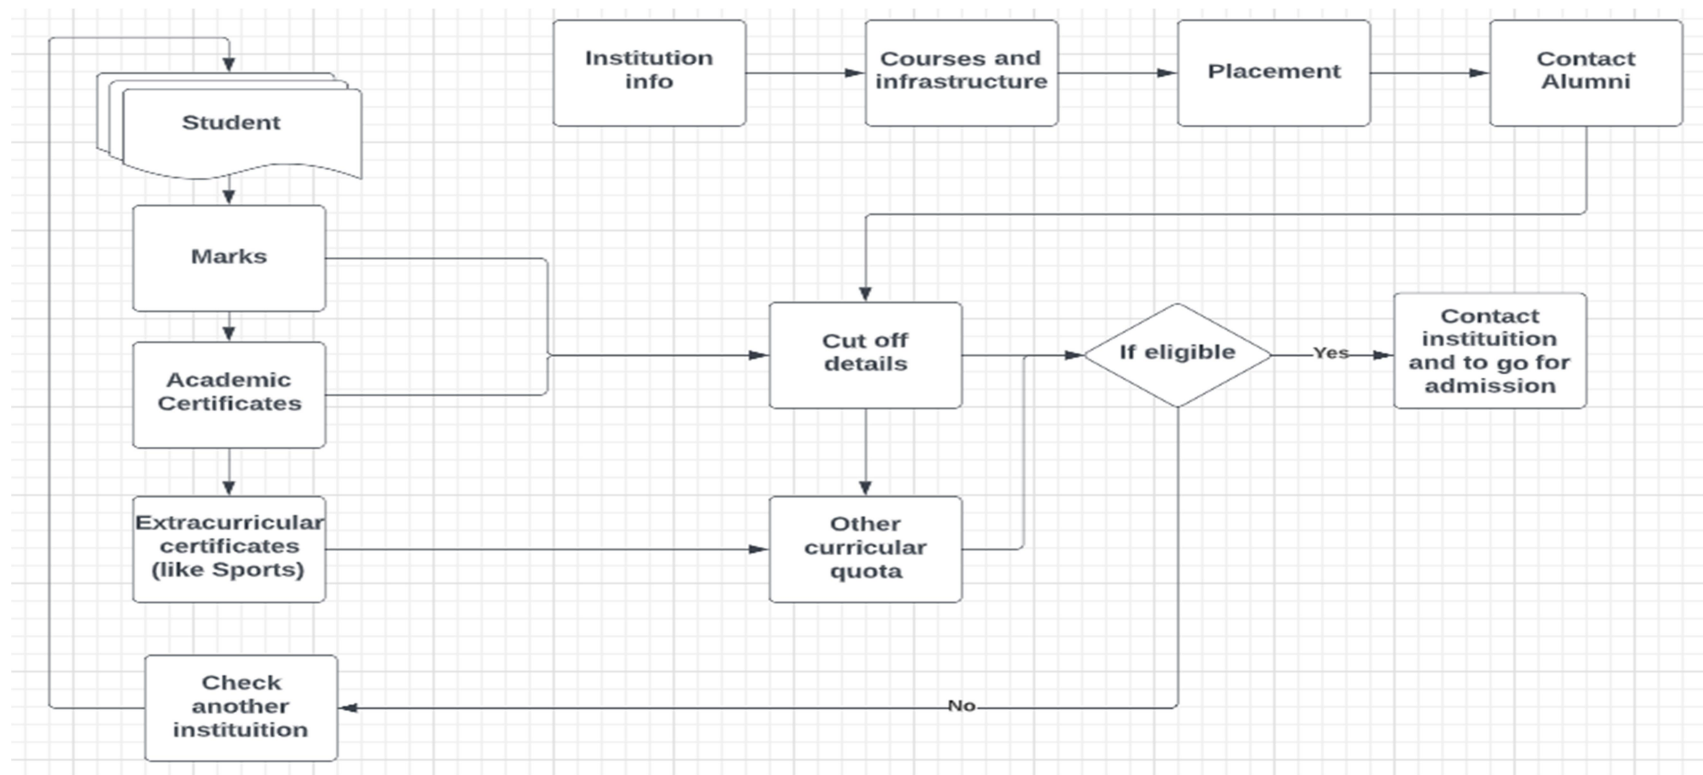 Student
Marks
Academic
Certificates
Extracurricular
certificates
(like Sports)
Check
another
instituition
Institution
info
Courses and
infrastructure
Placement
Contact
Alumni
Cut off
details
Other
curricular
quota
If eligible
Yes
No
Contact
instituition
and to go for
admission